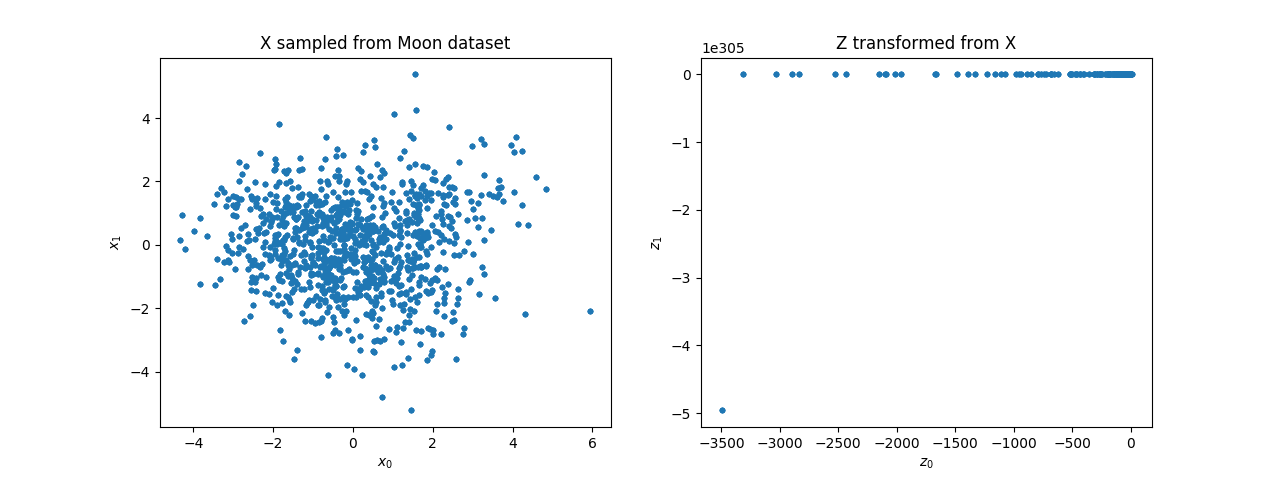 X sampled from Moon dataset
x₁
4
2
0
−2
−4
−4 −2 0 2 4 6
x₀
Z transformed from X
1e305
z₁
0
−1
−2
−3
−4
−5
−3500 −3000 −2500 −2000 −1500 −1000 −500 0
z₀